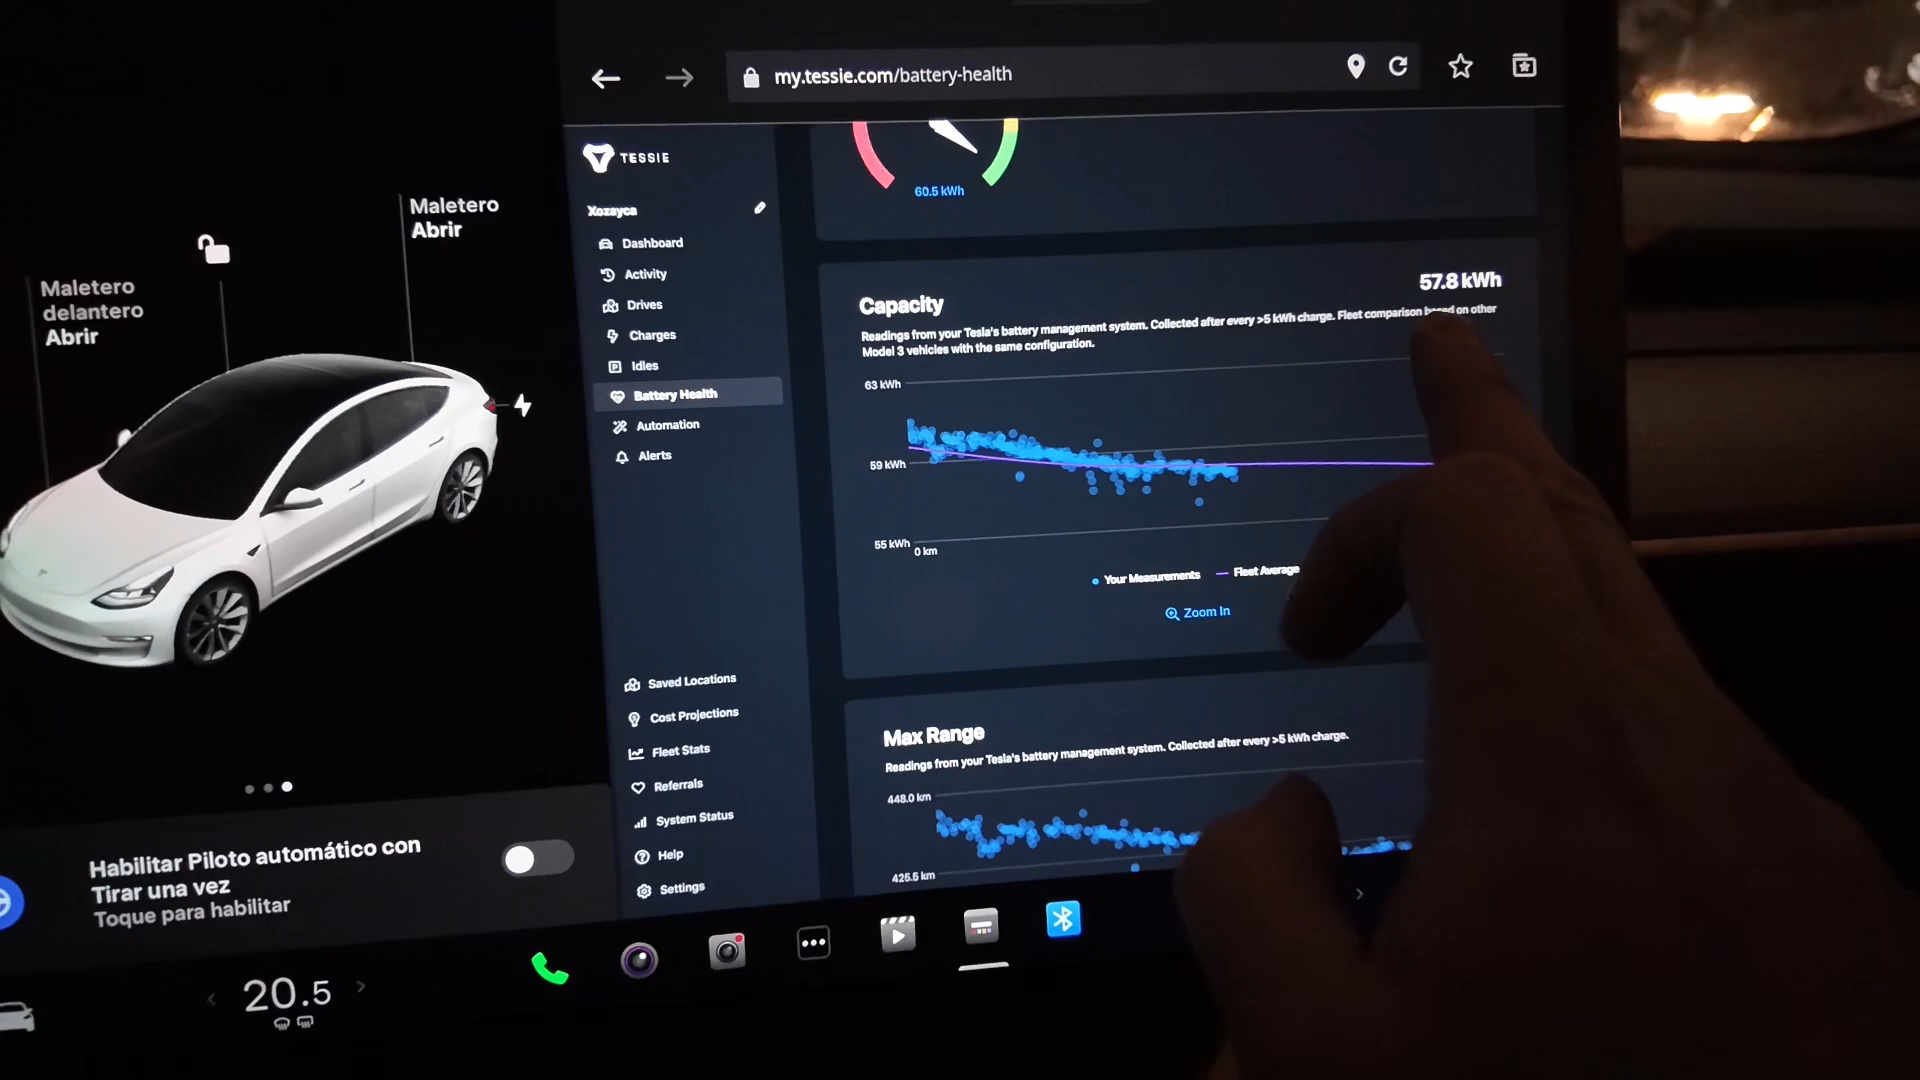 my.tessie.com/battery-health
TESSIE
Xozayca
Dashboard
Activity
Drives
Charges
Idles
Battery Health
Automation
Alerts
Saved Locations
Cost Projections
Fleet Stats
Referrals
System Status
Help
Settings
60.5 kWh
Capacity
57.8 kWh
Readings from your Tesla's battery management system. Collected after every >5 kWh charge. Fleet comparison based on other
Model 3 vehicles with the same configuration.
63 kWh
59 kWh
55 kWh
0 km
Your Measurements
Fleet Average
Zoom In
Max Range
Readings from your Tesla's battery management system. Collected after every >5 kWh charge.
448.0 km
425.5 km
Maletero
Abrir
Maletero
delantero
Abrir
Habilitar Piloto automático con
Tirar una vez
Toque para habilitar
20.5